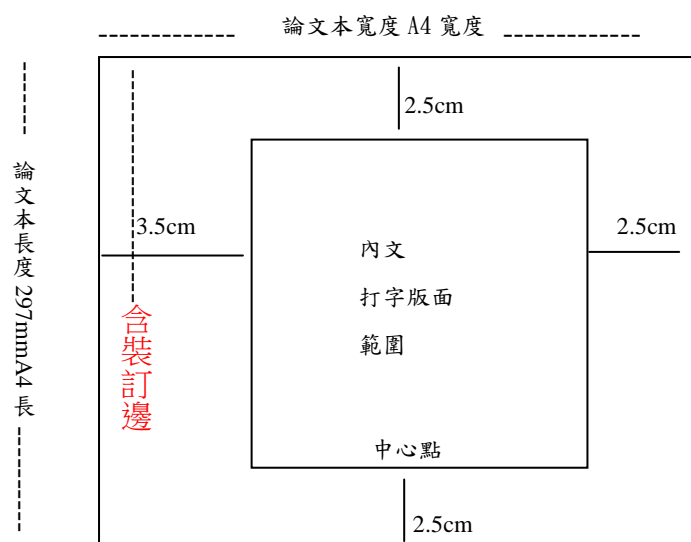 論文本寬度 A4 寬度
2.5cm
論文本長度 297mmA4 長
3.5cm
2.5cm
內文
打字版面
範圍
含裝訂邊
中心點
2.5cm